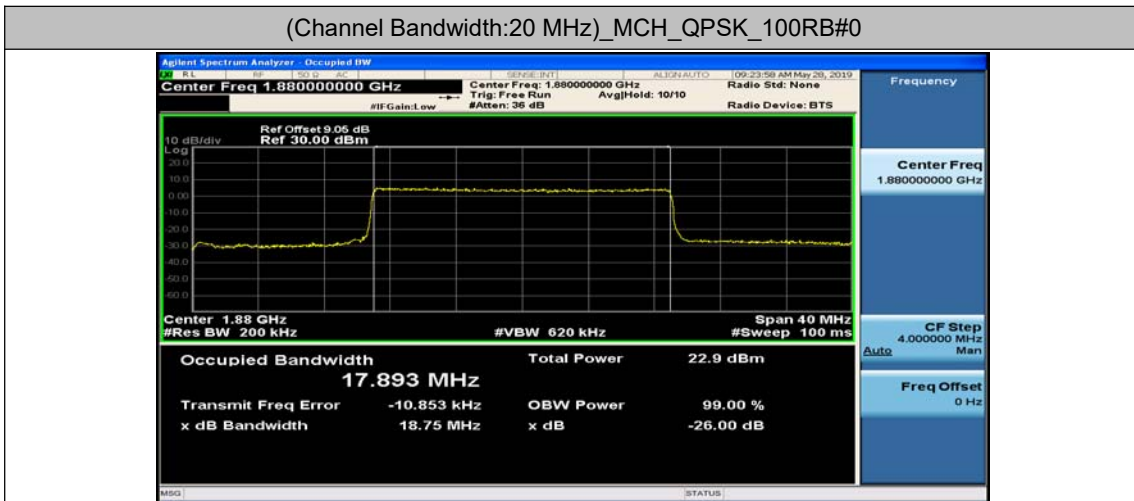 (Channel Bandwidth:20 MHz)_MCH_QPSK_100RB#0
Agilent Spectrum Analyzer - Occupied BW
LXI RL RF 50 Ω AC SENSE:INT ALIGN AUTO 09:23:58 AM May 28, 2019
Center Freq 1.880000000 GHz
Center Freq: 1.880000000 GHz
Radio Std: None
Trig: Free Run Avg|Hold: 10/10
#IFGain:Low #Atten: 36 dB Radio Device: BTS
Ref Offset 9.05 dB
10 dB/div Ref 30.00 dBm
Log
20.0
10.0
0.00
-10.0
-20.0
-30.0
-40.0
-50.0
-60.0
Center 1.88 GHz Span 40 MHz
#Res BW 200 kHz #VBW 620 kHz #Sweep 100 ms
Occupied Bandwidth Total Power 22.9 dBm
17.893 MHz
Transmit Freq Error -10.853 kHz OBW Power 99.00 %
x dB Bandwidth 18.75 MHz x dB -26.00 dB
MSG STATUS
Frequency
Center Freq
1.880000000 GHz
CF Step
4.000000 MHz
Auto Man
Freq Offset
0 Hz